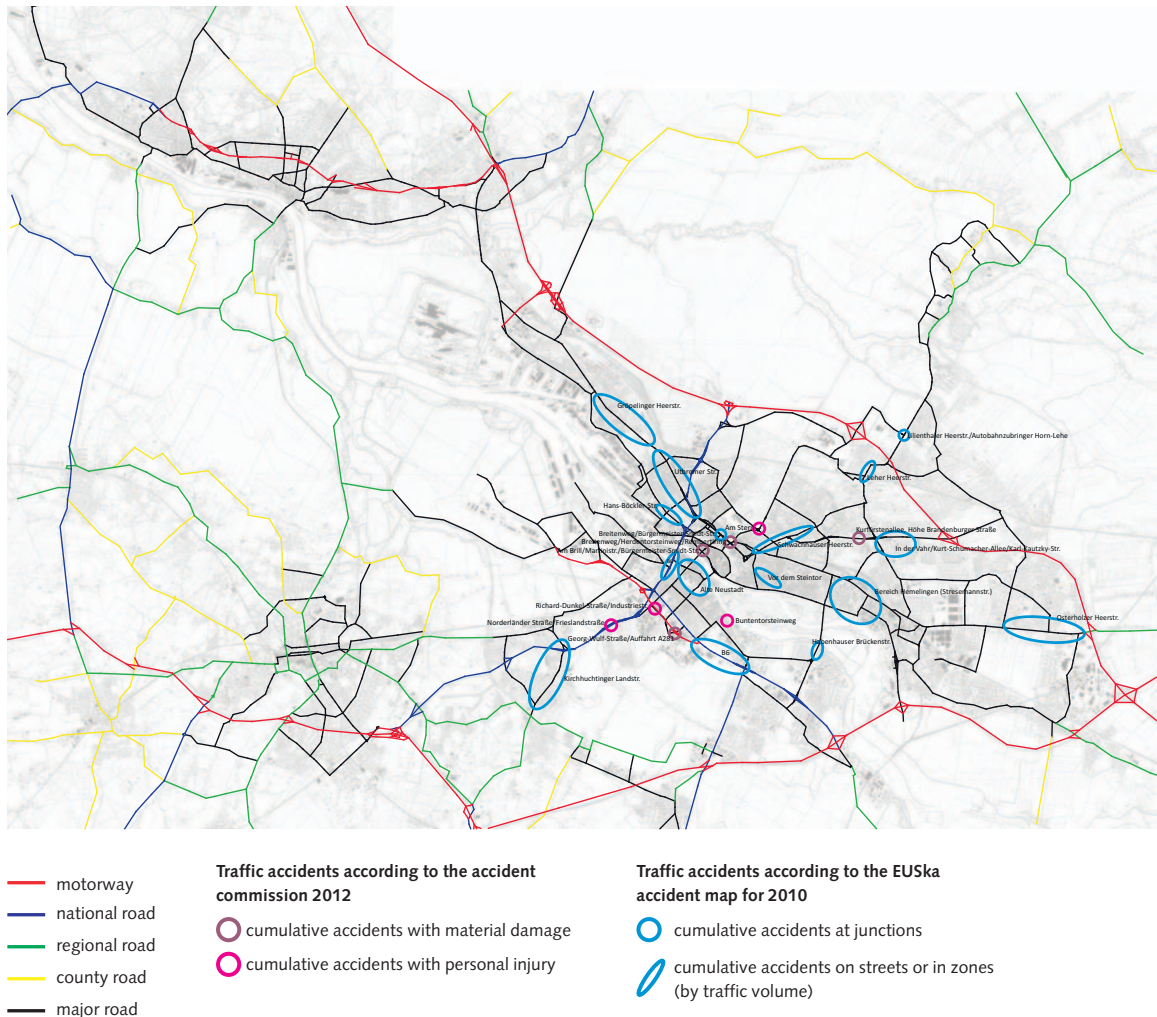 Gröpelinger Heerstr.
Lilienthaler Heerstr./Autobahnzubringer Horn-Lehe
Utbremer Str.
Leher Heerstr.
Hans-Böckler-Str.
Am Stern
Kurfürstenallee, Höhe Brandenburger Straße
Breitenweg/Bürgermeister-Smidt-Str.
Breitenweg/Herdentorsteinweg/
Schwachhauser Heerstr.
In der Vahr/Kurt-Schumacher-Allee/Karl-Kautzky-Str.
Am Brill/Martinistr./Bürgermeister-Smidt-Str.
Vor dem Steintor
Alte Neustadt
Bereich Hemelingen (Stresemannstr.)
Richard-Dunkel-Straße/Industriestr.
Norderländer Straße/Frieslandstraße
Buntentorsteinweg
Osterholzer Heerstr.
Georg-Wulf-Straße/Auffahrt A281
Habenhauser Brückenstr.
B6
Kirchhuchtinger Landstr.
motorway
national road
regional road
county road
major road
Traffic accidents according to the accident
commission 2012
cumulative accidents with material damage
cumulative accidents with personal injury
Traffic accidents according to the EUSka
accident map for 2010
cumulative accidents at junctions
cumulative accidents on streets or in zones
(by traffic volume)